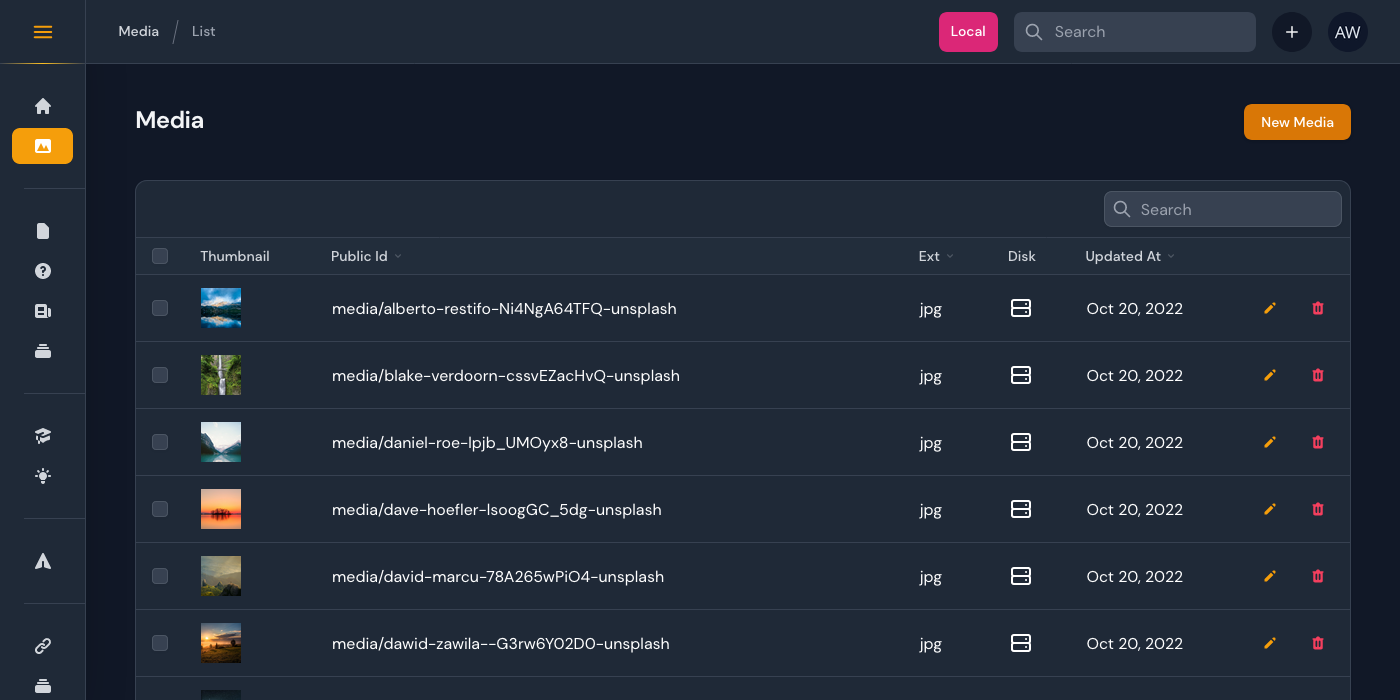 Media / List
Local
Search
+
AW
Media
New Media
Search
Thumbnail Public Id Ext Disk Updated At
media/alberto-restifo-Ni4NgA64TFQ-unsplash jpg Oct 20, 2022
media/blake-verdoorn-cssvEZacHvQ-unsplash jpg Oct 20, 2022
media/daniel-roe-lpjb_UMOyx8-unsplash jpg Oct 20, 2022
media/dave-hoefler-lsoogGC_5dg-unsplash jpg Oct 20, 2022
media/david-marcu-78A265wPiO4-unsplash jpg Oct 20, 2022
media/dawid-zawila--G3rw6Y02D0-unsplash jpg Oct 20, 2022